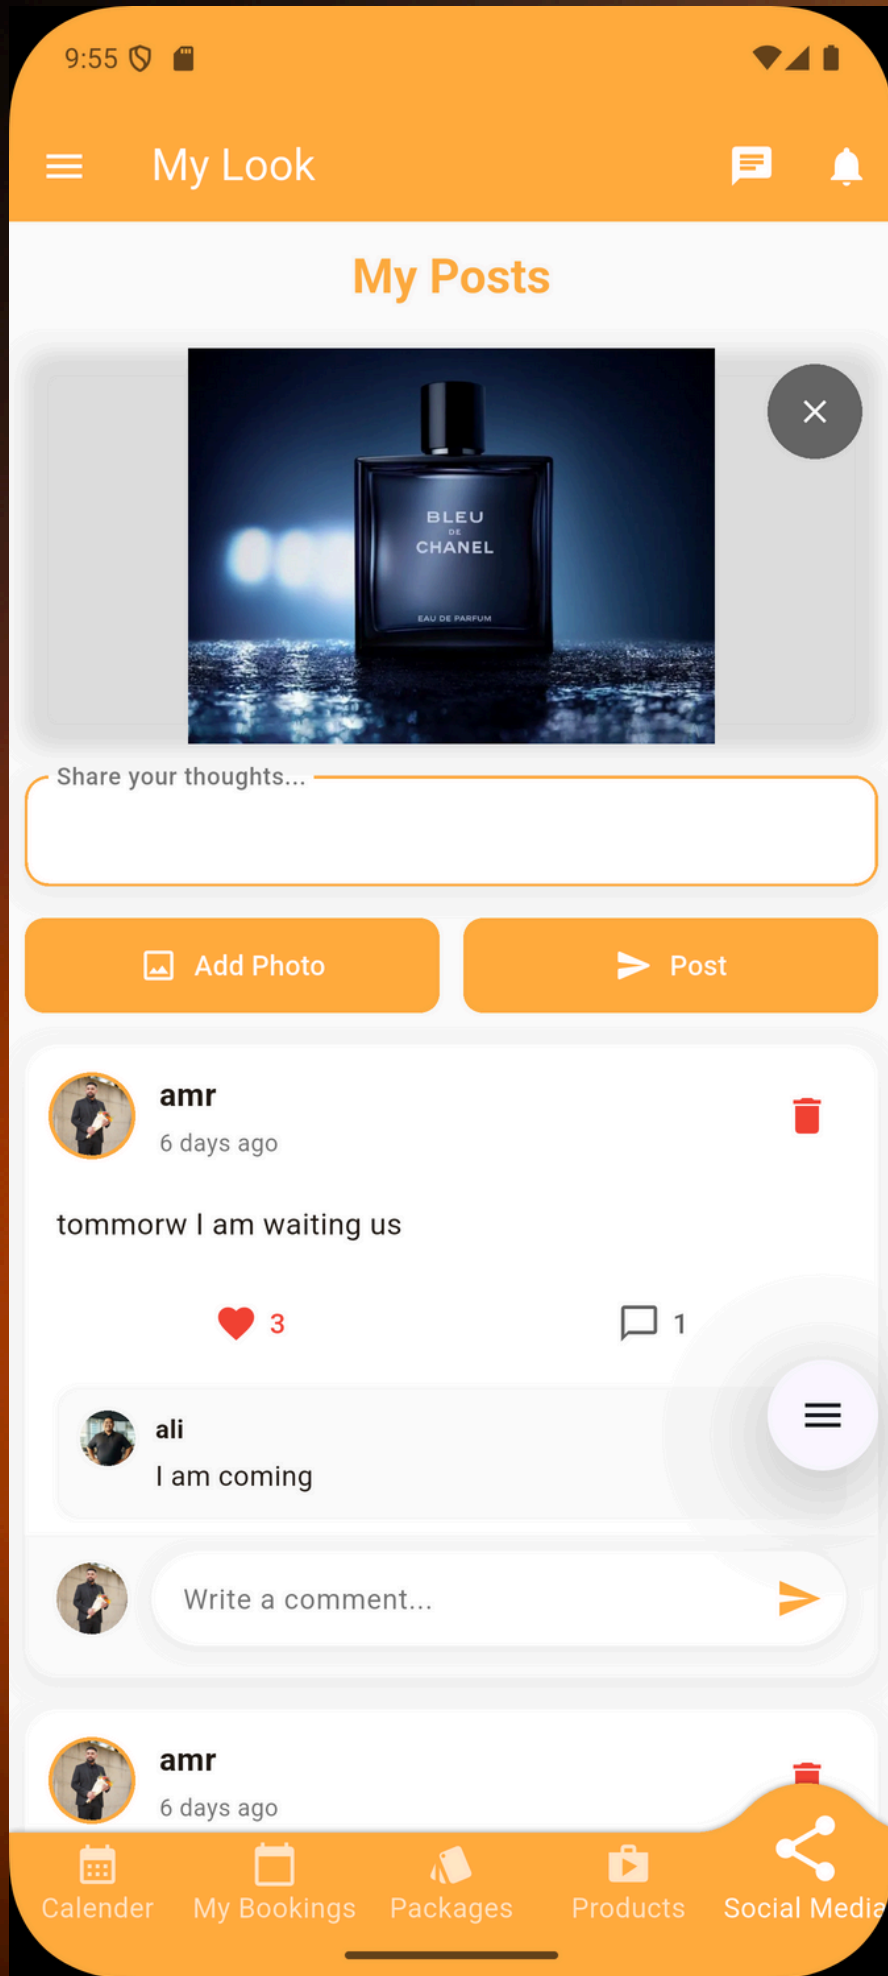 9:55
My Look
My Posts
BLEU
DE
CHANEL
EAU DE PARFUM
Share your thoughts...
Add Photo
Post
amr
6 days ago
tommorw I am waiting us
3
1
ali
I am coming
Write a comment...
amr
6 days ago
Calender
My Bookings
Packages
Products
Social Media